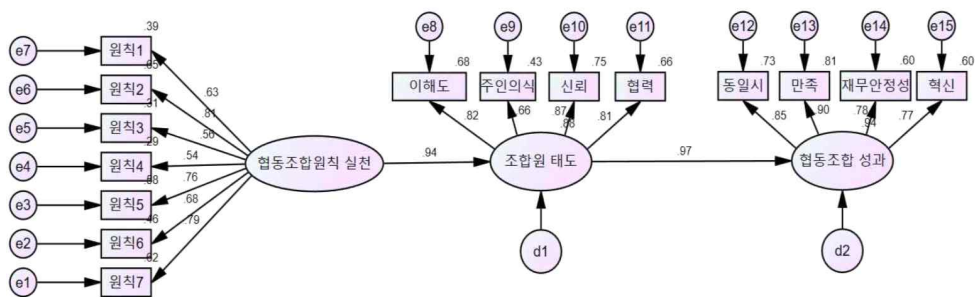 e8 e9 e10 e11 e12 e13 e14 e15
.39 .68 .43 .75 .66 .73 .81 .60 .60
e7 원칙1 이해도 주인의식 신뢰 협력 동일시 만족 재무안정성 혁신
.65 .63
e6 원칙2 .82 .66 .87 .81 .85 .90 .78 .77
.31 .81 .88 .94
e5 원칙3 .56
.29
e4 원칙4 .54 협동조합원칙 실천 .94 조합원 태도 .97 협동조합 성과
.58 .76
e3 원칙5
.68
e2 원칙6 .46 .79 d1 d2
.62
e1 원칙7